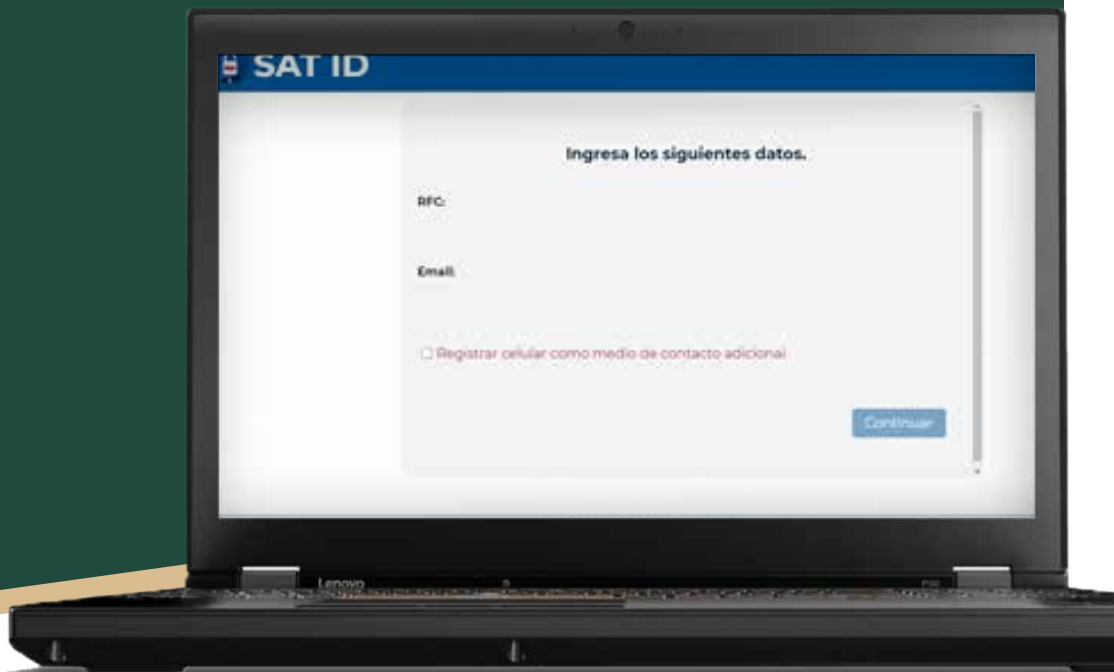 SAT ID
Ingresa los siguientes datos.
RFC:
Email:
Registrar celular como medio de contacto adicional
Continuar
Lenovo